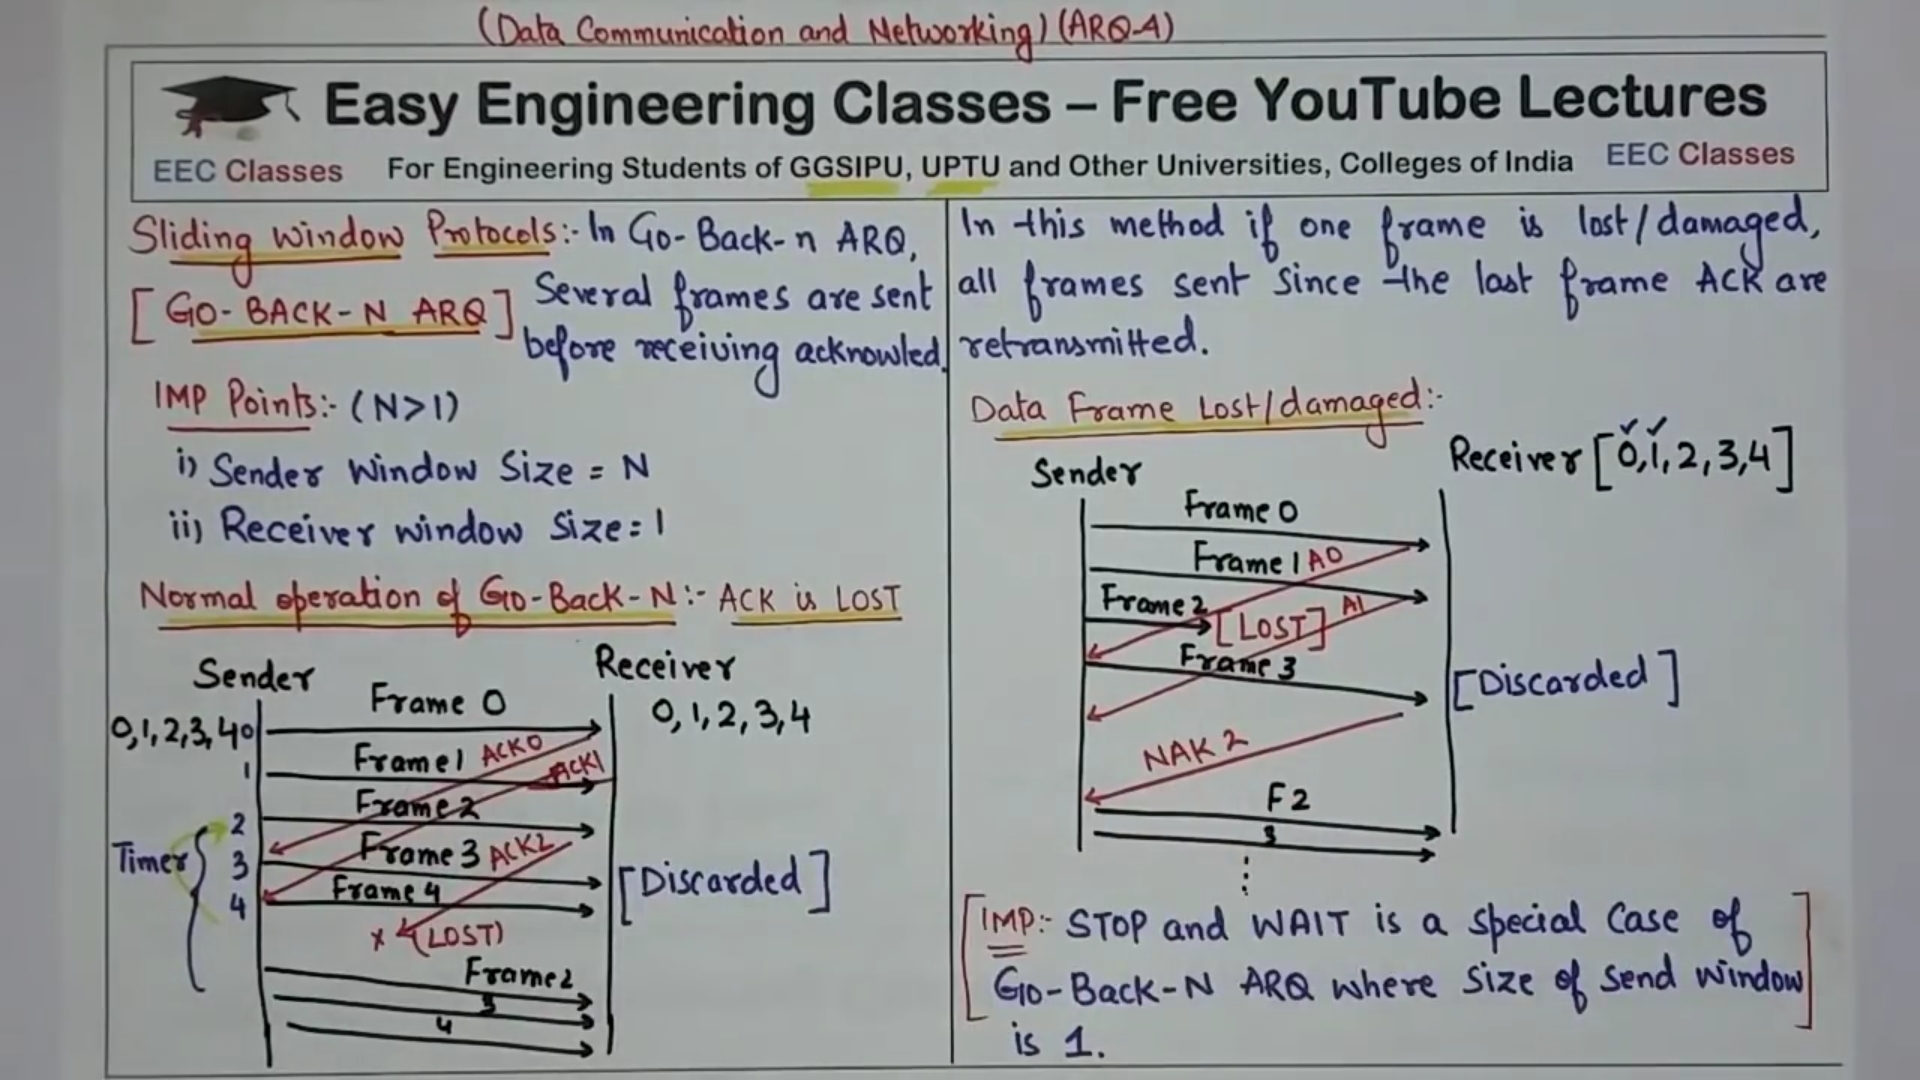 (Data Communication and Networking) (ARQ-4)
Easy Engineering Classes – Free YouTube Lectures
EEC Classes For Engineering Students of GGSIPU, UPTU and Other Universities, Colleges of India EEC Classes
Sliding Window Protocols:- In Go-Back-n ARQ,
[GO-BACK-N ARQ] Several frames are sent
before receiving acknowled.
IMP Points:- (N>1)
i) Sender Window Size = N
ii) Receiver window Size = 1
Normal operation of Go-Back-N:- ACK is LOST
Sender Receiver
Frame 0
0,1,2,3,4 0 0,1,2,3,4
Frame 1 ACK0
1 ACK1
Frame 2
2
Timer 3 Frame 3 ACK2
4 Frame 4 [Discarded]
x (LOST)
Frame 2
3
4
In this method if one frame is lost/damaged,
all frames sent since the last frame ACK are
retransmitted.
Data Frame Lost/damaged:-
Sender Receiver [0,1,2,3,4]
Frame 0
Frame 1 A0
Frame 2 A1
[LOST]
Frame 3 [Discarded]
NAK 2
F2
3
[IMP:- STOP and WAIT is a special Case of
Go-Back-N ARQ where Size of Send Window
is 1.]